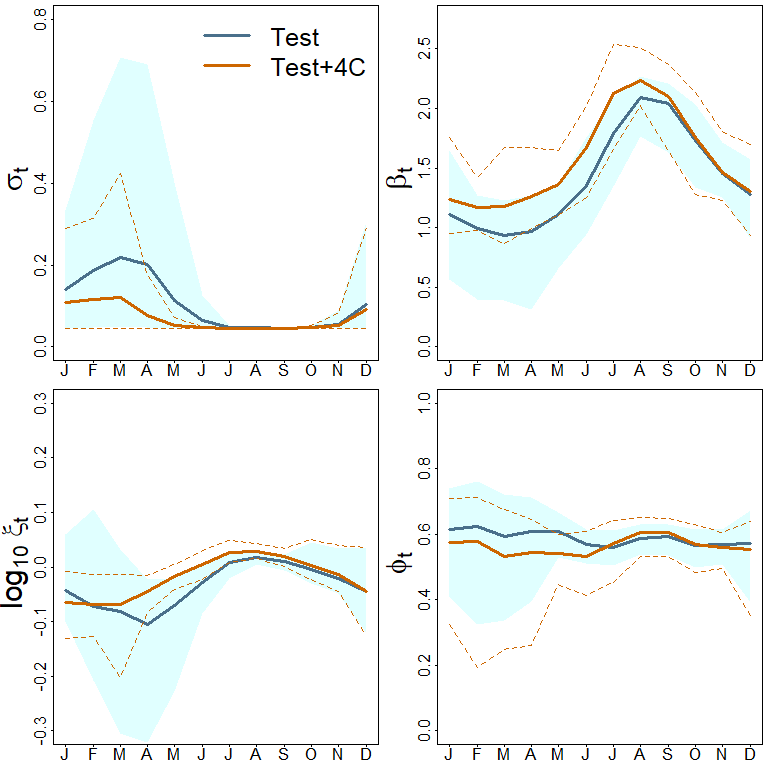 Test
Test+4C
σt
0.0 0.2 0.4 0.6 0.8
J F M A M J J A S O N D
βt
0.0 0.5 1.0 1.5 2.0 2.5
J F M A M J J A S O N D
log10 ξt
-0.3 -0.2 -0.1 0.0 0.1 0.2 0.3
J F M A M J J A S O N D
ϕt
0.0 0.2 0.4 0.6 0.8 1.0
J F M A M J J A S O N D